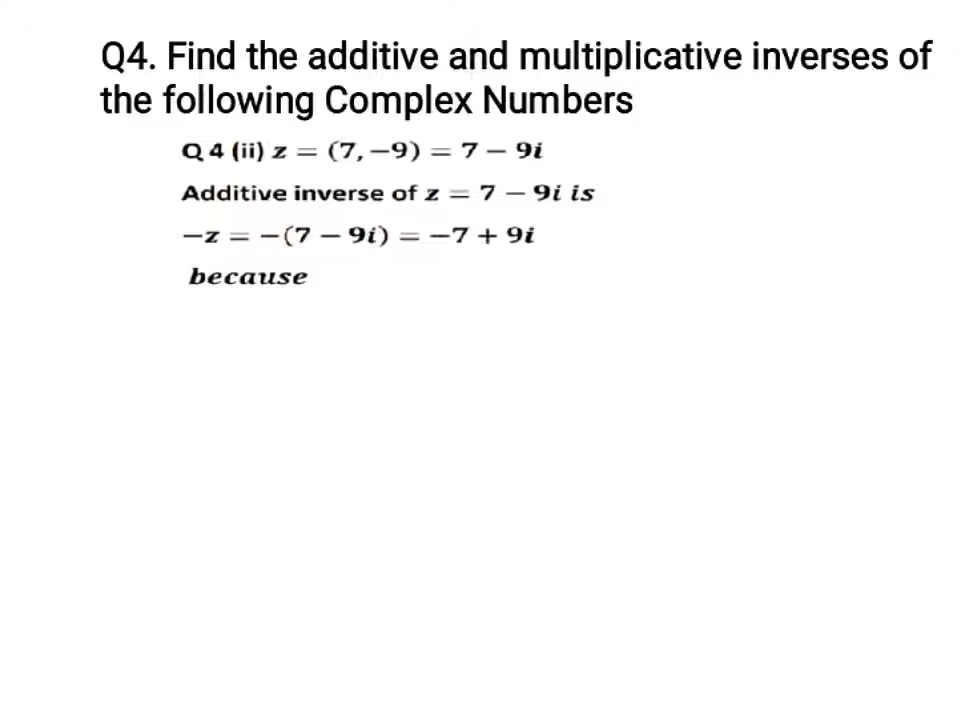 Q4. Find the additive and multiplicative inverses of
the following Complex Numbers
Q 4 (ii) z = (7, −9) = 7 − 9i
Additive inverse of z = 7 − 9i is
−z = −(7 − 9i) = −7 + 9i
because